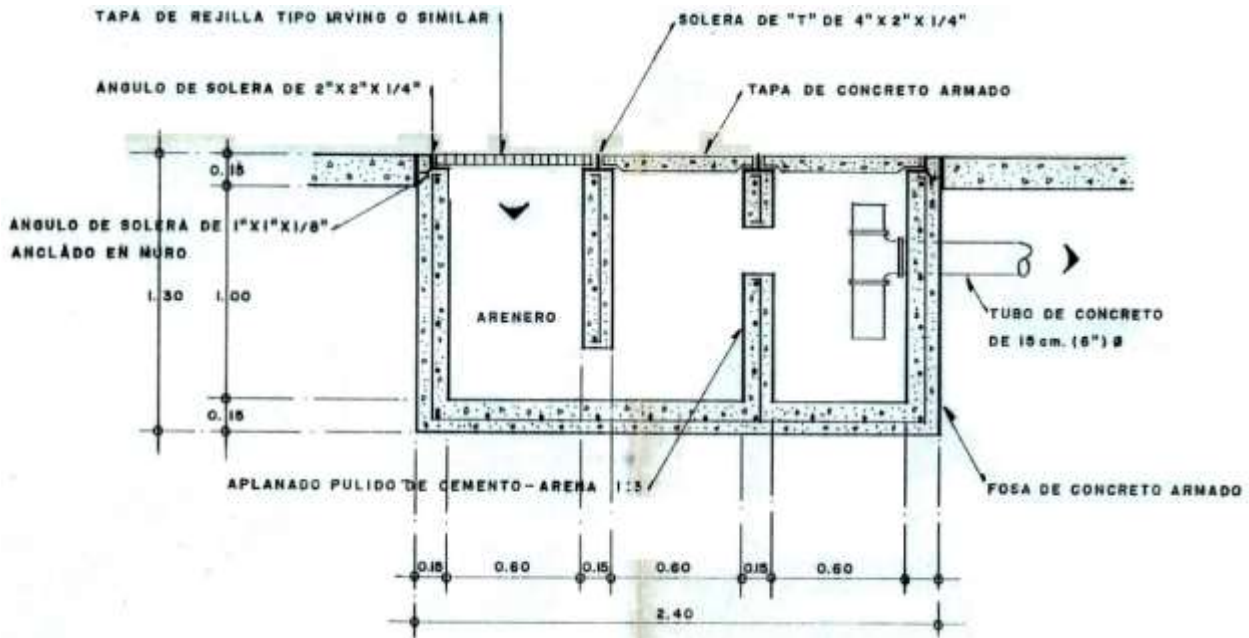 TAPA DE REJILLA TIPO IRVING O SIMILAR
SOLERA DE "T" DE 4" X 2" X 1/4"
ANGULO DE SOLERA DE 2" X 2" X 1/4"
TAPA DE CONCRETO ARMADO
0.15
ANGULO DE SOLERA DE 1" X 1" X 1/8"
ANCLADO EN MURO
1.30
1.00
ARENERO
TUBO DE CONCRETO
DE 15 cm. (6") Ø
0.15
APLANADO PULIDO DE CEMENTO-ARENA 1:3
FOSA DE CONCRETO ARMADO
0.15
0.60
0.15
0.60
0.15
0.60
2.40